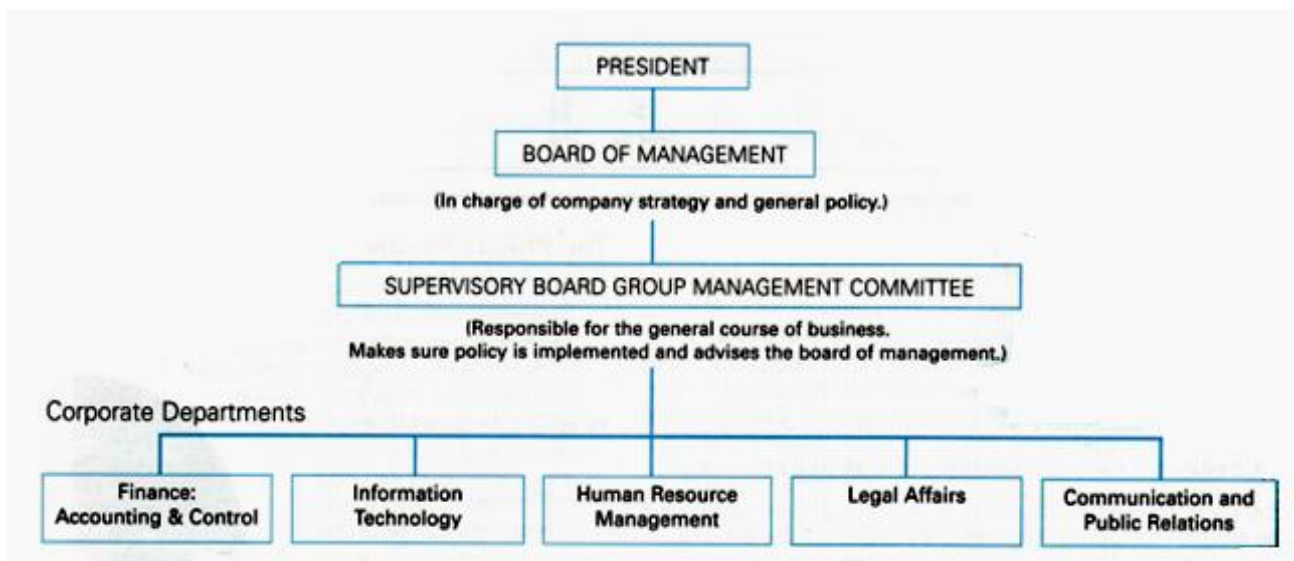 PRESIDENT
BOARD OF MANAGEMENT
(In charge of company strategy and general policy.)
SUPERVISORY BOARD GROUP MANAGEMENT COMMITTEE
(Responsible for the general course of business.
Makes sure policy is implemented and advises the board of management.)
Corporate Departments
Finance:
Accounting & Control
Information
Technology
Human Resource
Management
Legal Affairs
Communication and
Public Relations